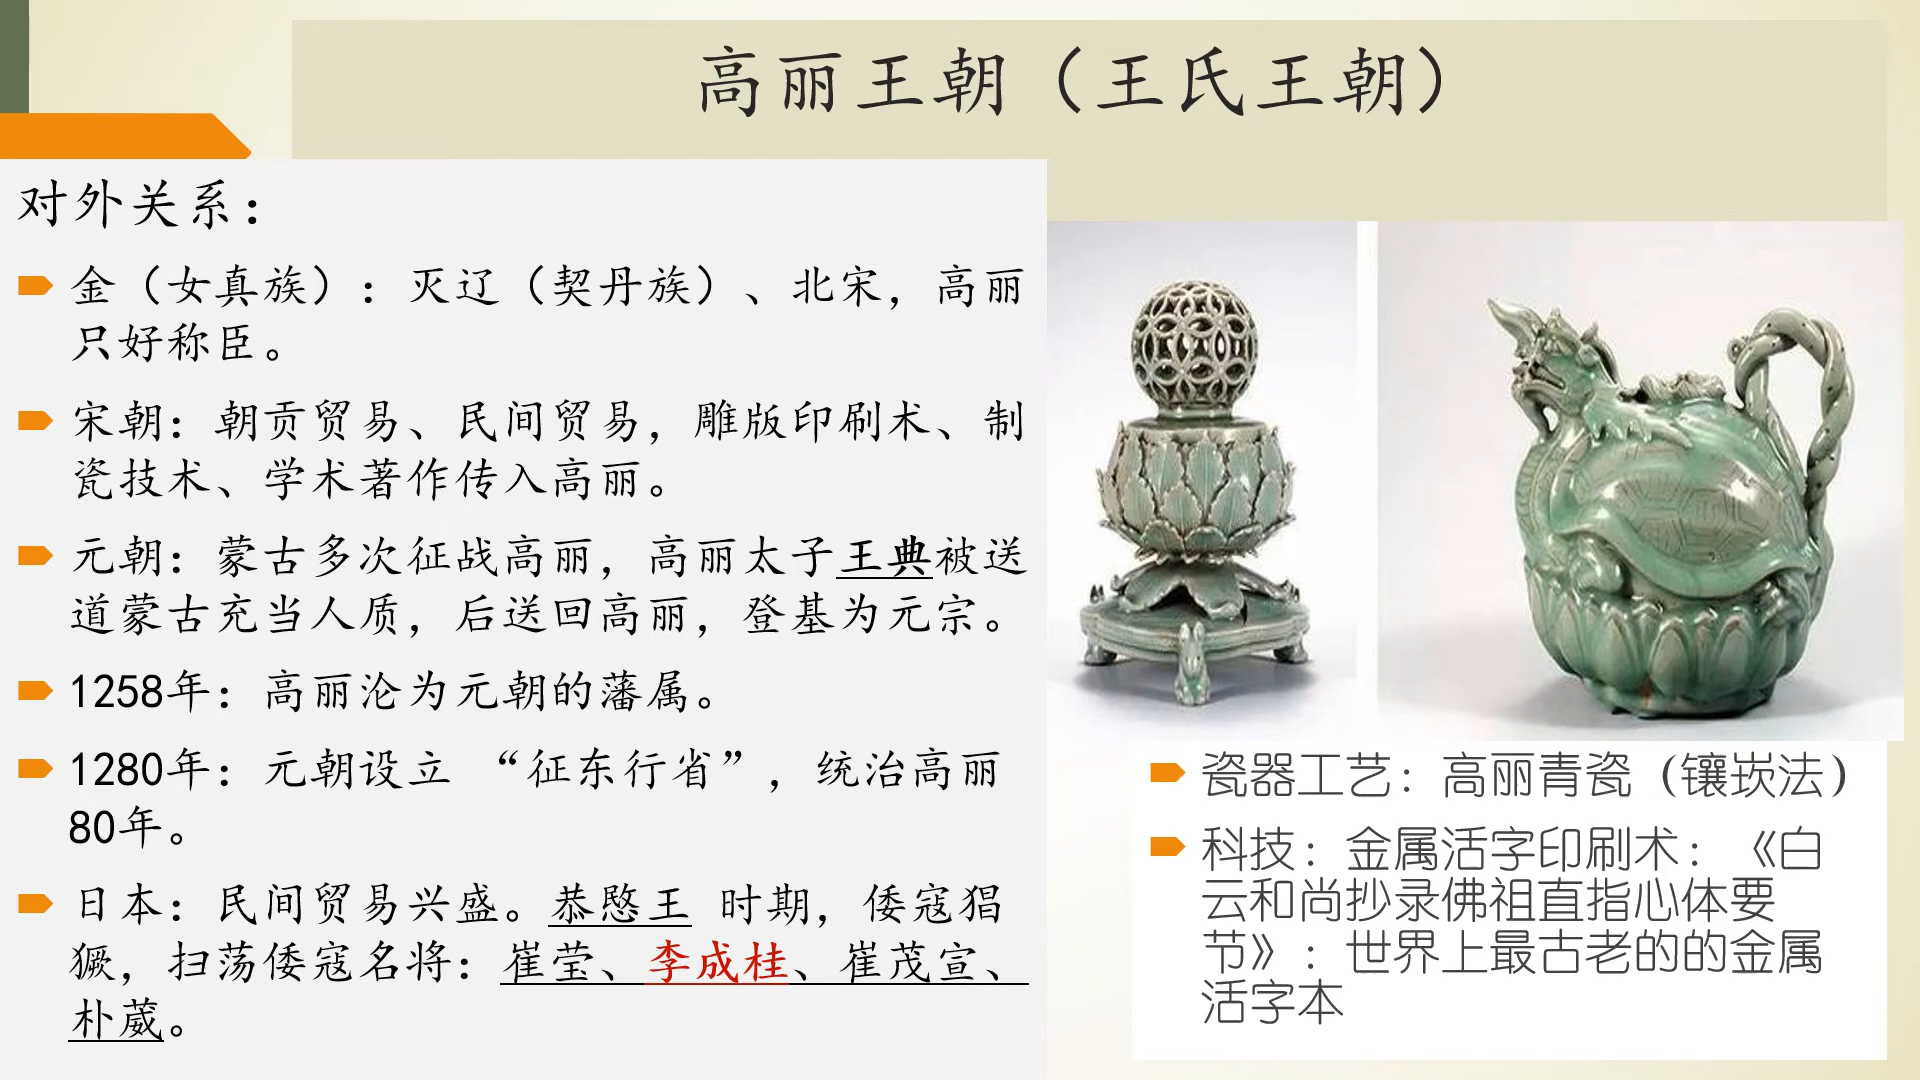 高丽王朝（王氏王朝）
对外关系：
金（女真族）：灭辽（契丹族）、北宋，高丽
只好称臣。
宋朝：朝贡贸易、民间贸易，雕版印刷术、制
瓷技术、学术著作传入高丽。
元朝：蒙古多次征战高丽，高丽太子王典被送
道蒙古充当人质，后送回高丽，登基为元宗。
1258年：高丽沦为元朝的藩属。
1280年：元朝设立 “征东行省”，统治高丽
80年。
日本：民间贸易兴盛。恭愍王 时期，倭寇猖
獗，扫荡倭寇名将：崔莹、李成桂、崔茂宣、
朴葳。
瓷器工艺：高丽青瓷（镶崁法）
科技：金属活字印刷术：《白
云和尚抄录佛祖直指心体要
节》：世界上最古老的的金属
活字本